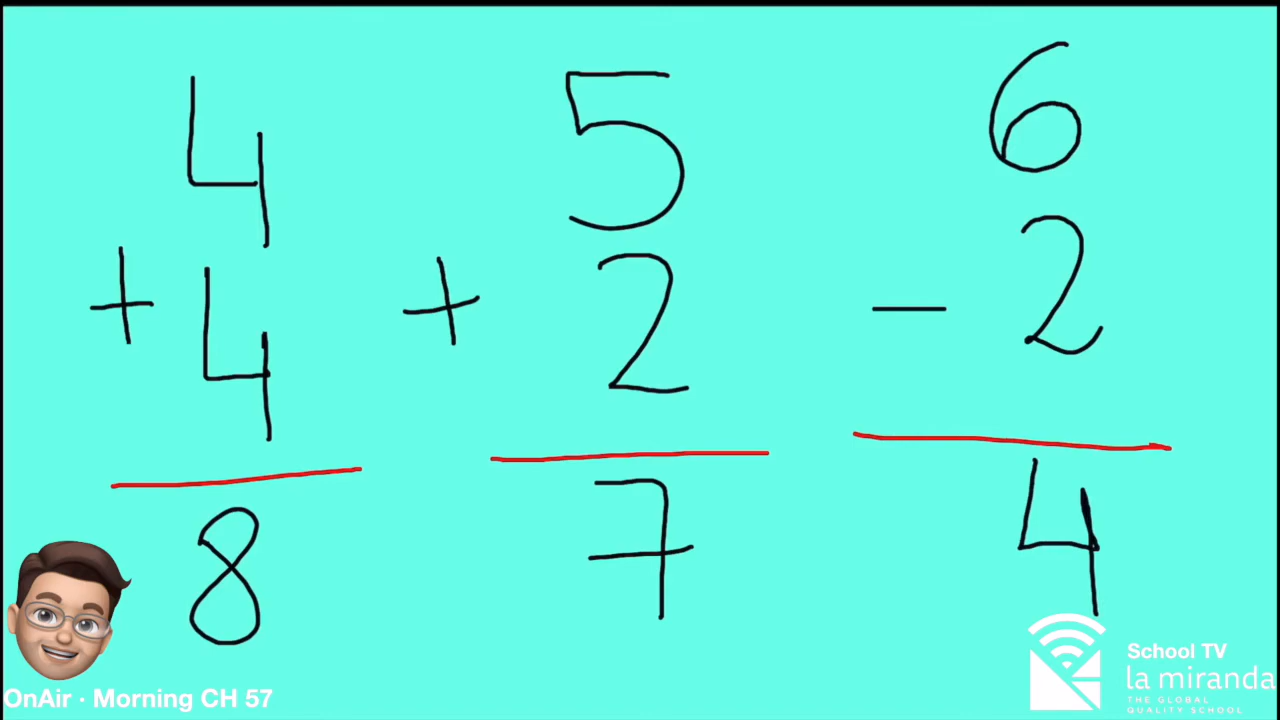 4
+ 4
8
5
+ 2
7
6
− 2
4
OnAir · Morning CH 57
School TV
la miranda
THE GLOBAL
QUALITY SCHOOL